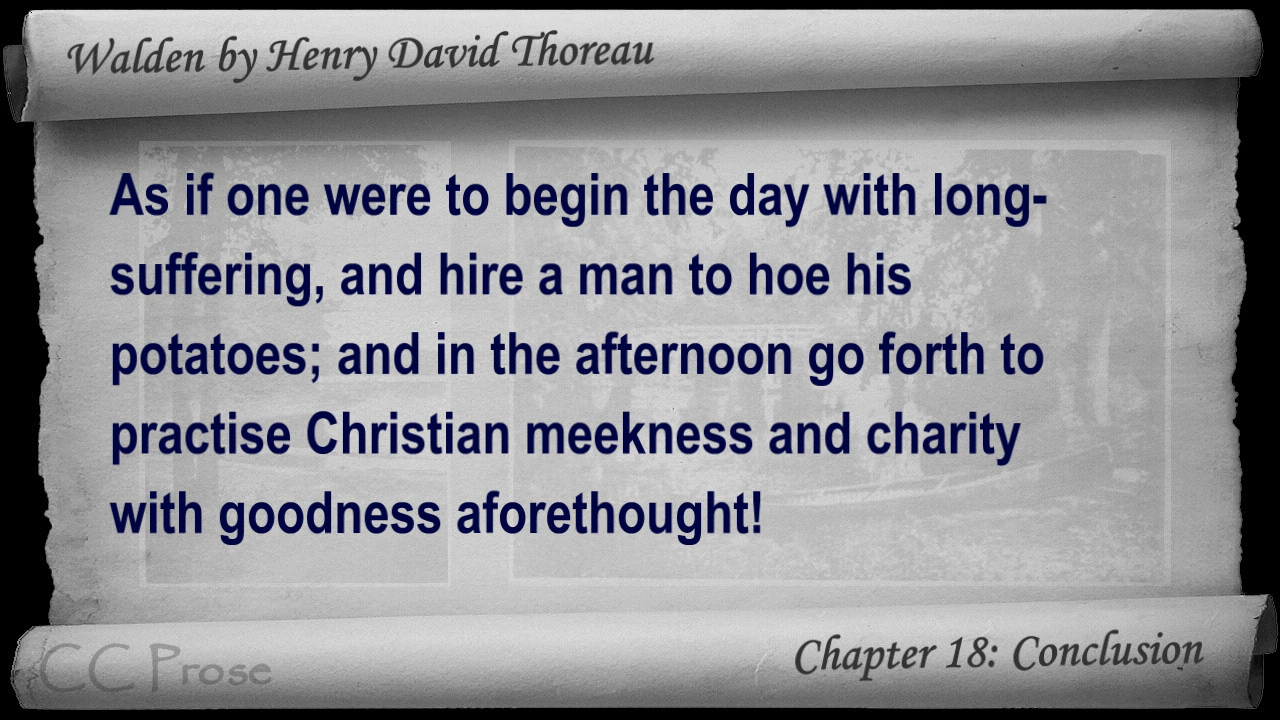 Walden by Henry David Thoreau
As if one were to begin the day with long-
suffering, and hire a man to hoe his
potatoes; and in the afternoon go forth to
practise Christian meekness and charity
with goodness aforethought!
CC Prose
Chapter 18: Conclusion